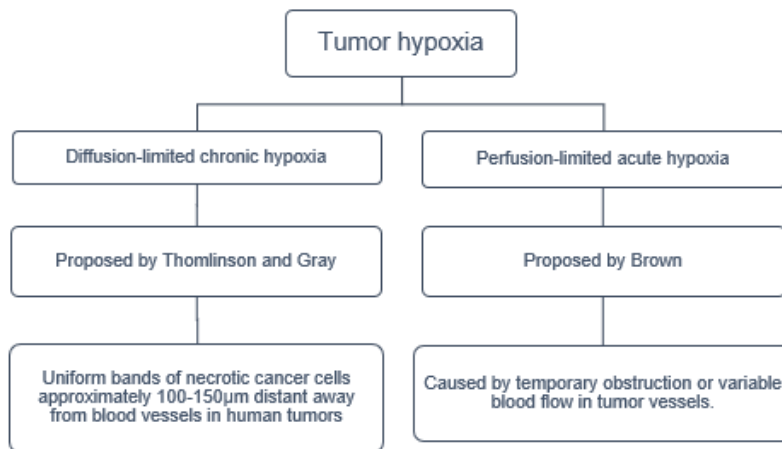 Tumor hypoxia
Diffusion-limited chronic hypoxia
Perfusion-limited acute hypoxia
Proposed by Thomlinson and Gray
Proposed by Brown
Uniform bands of necrotic cancer cells
approximately 100-150µm distant away
from blood vessels in human tumors
Caused by temporary obstruction or variable
blood flow in tumor vessels.